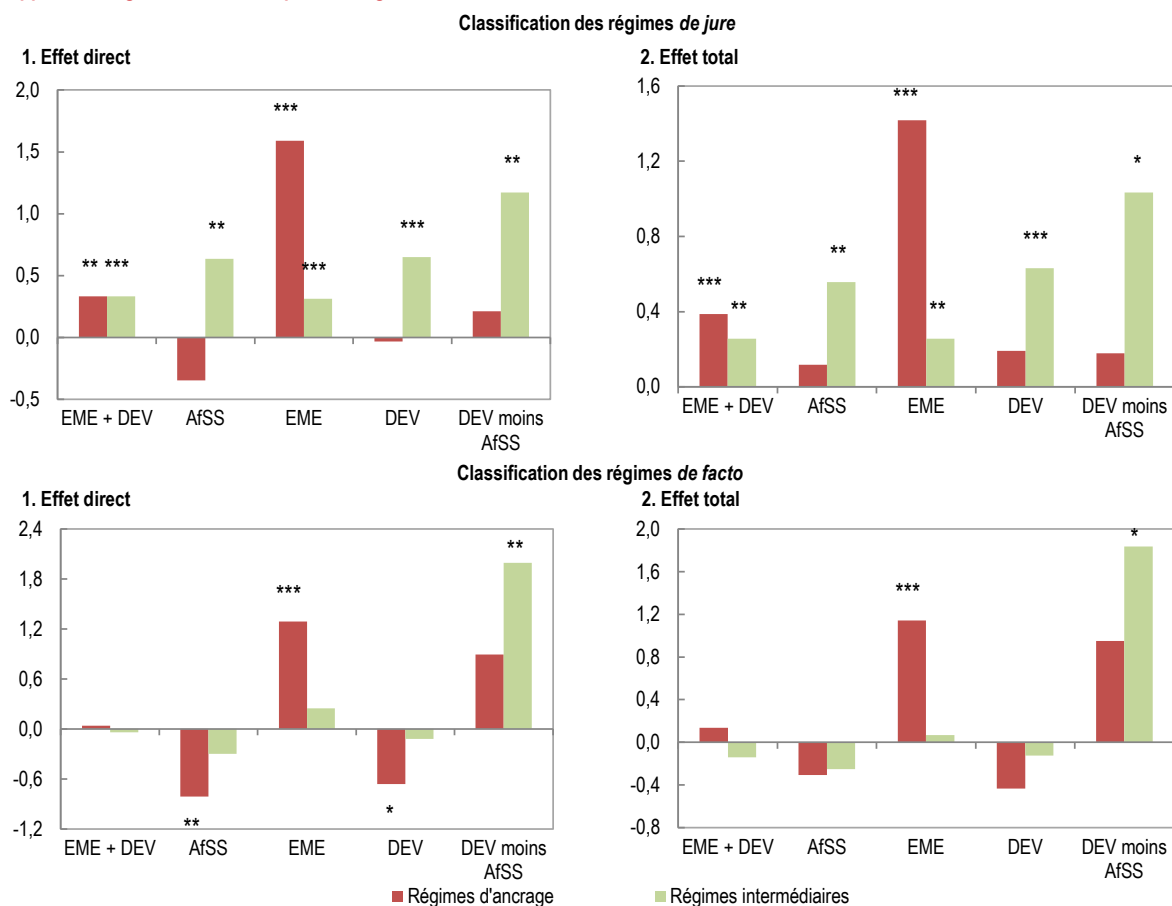 Classification des régimes de jure
1. Effet direct
2,0
1,5
1,0
0,5
0,0
-0,5
** *** ** *** *** *** **
EME + DEV AfSS EME DEV DEV moins
AfSS
2. Effet total
1,6
1,2
0,8
0,4
0,0
*** ** ** *** ** *** *
EME + DEV AfSS EME DEV DEV moins
AfSS
Classification des régimes de facto
1. Effet direct
2,4
1,8
1,2
0,6
0,0
-0,6
-1,2
** *** * **
EME + DEV AfSS EME DEV DEV moins
AfSS
2. Effet total
2,0
1,6
1,2
0,8
0,4
0,0
-0,4
-0,8
*** *
EME + DEV AfSS EME DEV DEV moins
AfSS
Régimes d'ancrage
Régimes intermédiaires